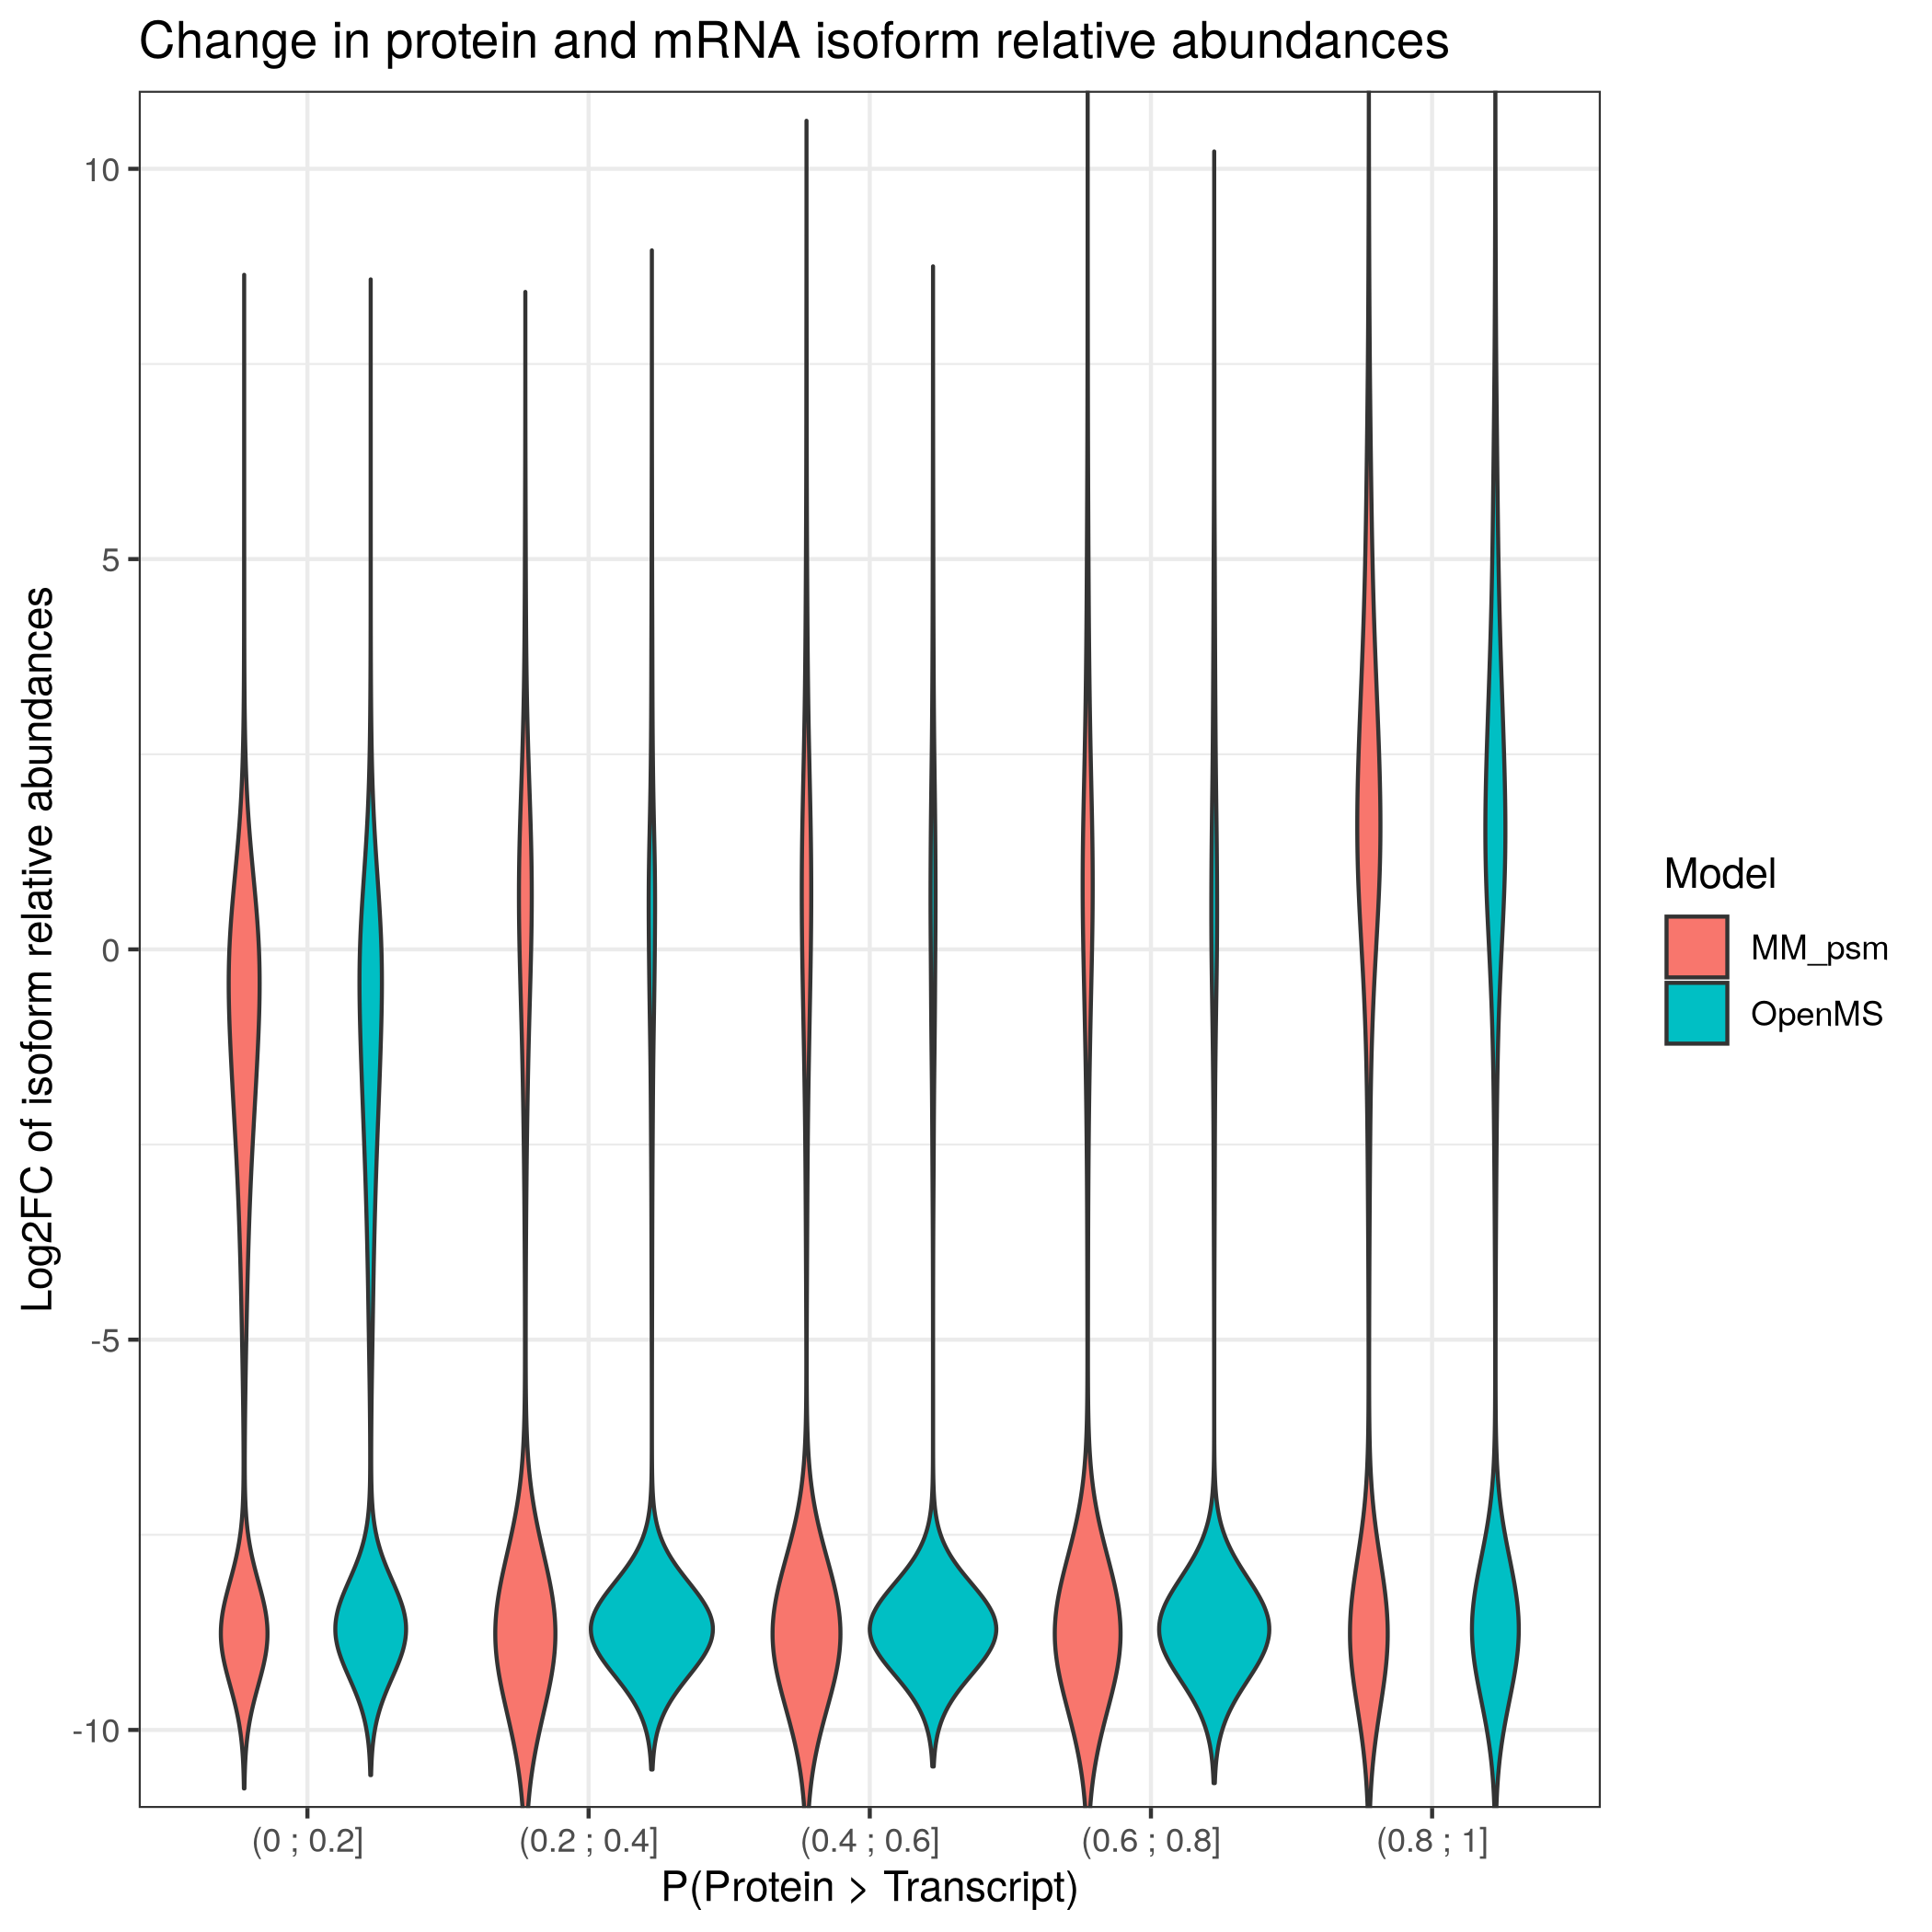 Change in protein and mRNA isoform relative abundances
Log2FC of isoform relative abundances
10
5
0
-5
-10
(0 ; 0.2]
(0.2 ; 0.4]
(0.4 ; 0.6]
(0.6 ; 0.8]
(0.8 ; 1]
P(Protein > Transcript)
Model
MM_psm
OpenMS